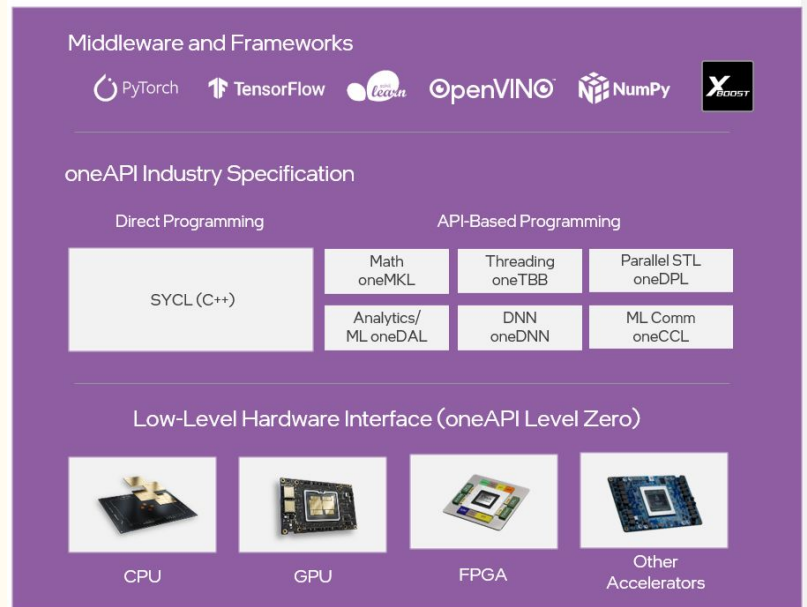 Middleware and Frameworks
PyTorch
TensorFlow
learn
OpenVINO
NumPy
XBOOST
oneAPI Industry Specification
Direct Programming
API-Based Programming
SYCL (C++)
Math
oneMKL
Threading
oneTBB
Parallel STL
oneDPL
Analytics/
ML oneDAL
DNN
oneDNN
ML Comm
oneCCL
Low-Level Hardware Interface (oneAPI Level Zero)
CPU
GPU
FPGA
Other
Accelerators